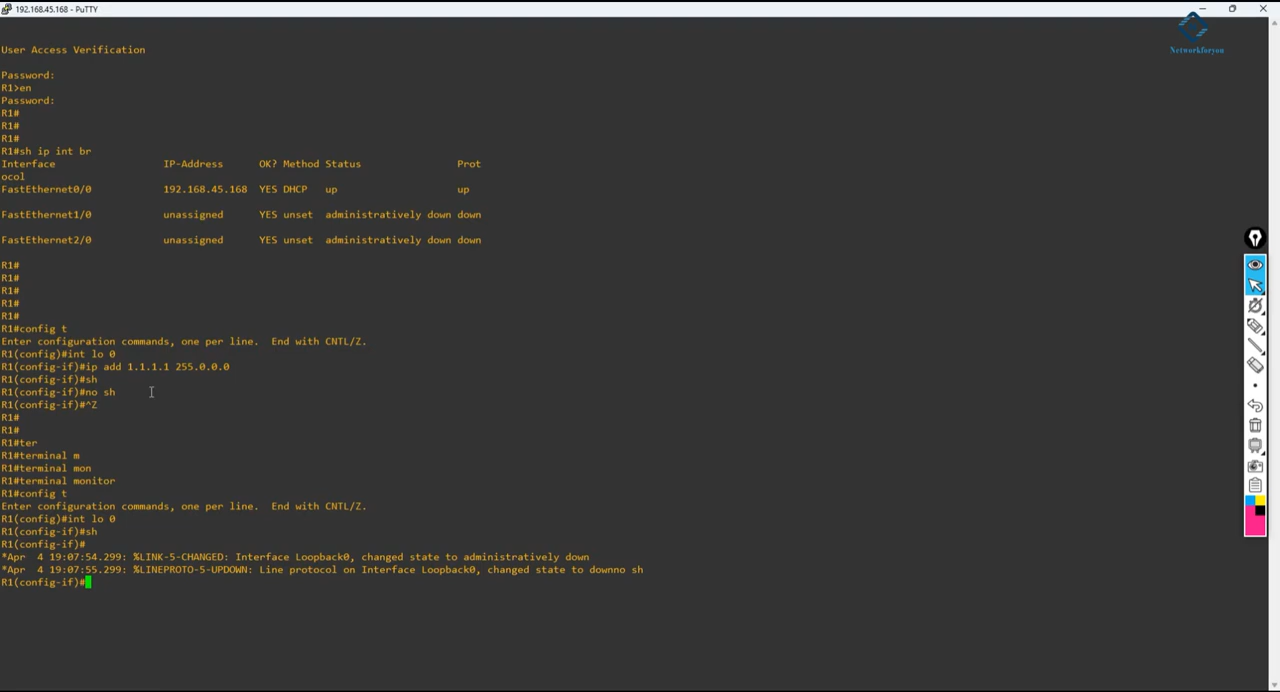 192.168.45.168 - PuTTY
Networkforyou
User Access Verification
Password:
R1>en
Password:
R1#
R1#
R1#
R1#sh ip int br
Interface IP-Address OK? Method Status Prot
ocol
FastEthernet0/0 192.168.45.168 YES DHCP up up
FastEthernet1/0 unassigned YES unset administratively down down
FastEthernet2/0 unassigned YES unset administratively down down
R1#
R1#
R1#
R1#
R1#
R1#config t
Enter configuration commands, one per line. End with CNTL/Z.
R1(config)#int lo 0
R1(config-if)#ip add 1.1.1.1 255.0.0.0
R1(config-if)#sh
R1(config-if)#no sh
R1(config-if)#^Z
R1#
R1#
R1#ter
R1#terminal m
R1#terminal mon
R1#terminal monitor
R1#config t
Enter configuration commands, one per line. End with CNTL/Z.
R1(config)#int lo 0
R1(config-if)#sh
R1(config-if)#
*Apr 4 19:07:54.299: %LINK-5-CHANGED: Interface Loopback0, changed state to administratively down
*Apr 4 19:07:55.299: %LINEPROTO-5-UPDOWN: Line protocol on Interface Loopback0, changed state to downno sh
R1(config-if)#